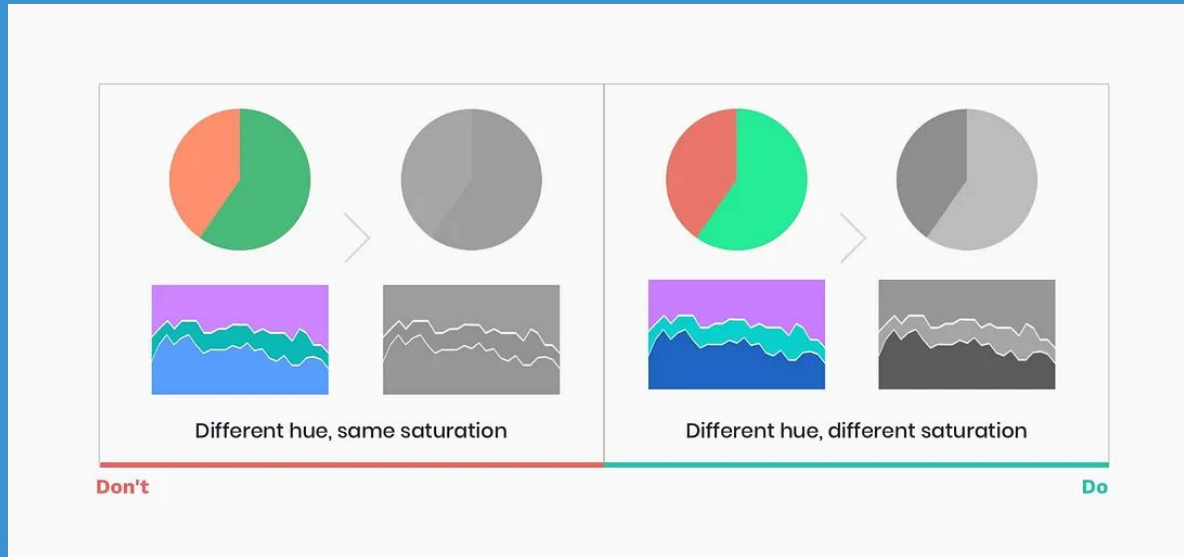 Different hue, same saturation
Different hue, different saturation
Don't
Do